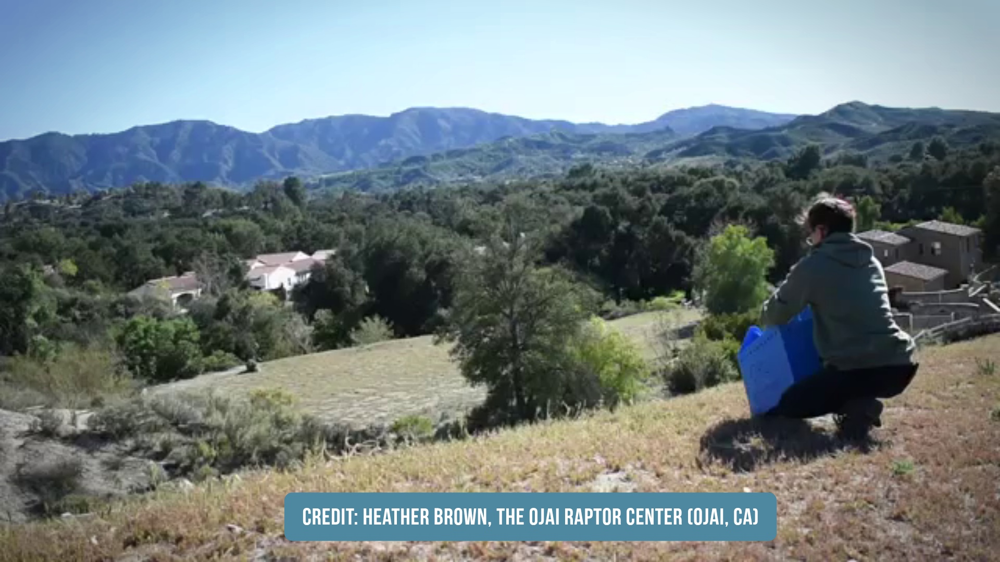 CREDIT: HEATHER BROWN, THE OJAI RAPTOR CENTER (OJAI, CA)